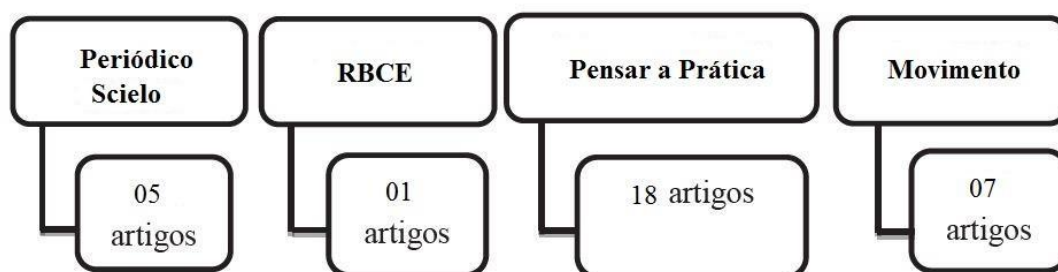 Periódico
Scielo
RBCE
Pensar a Prática
Movimento
05
artigos
01
artigos
18 artigos
07
artigos